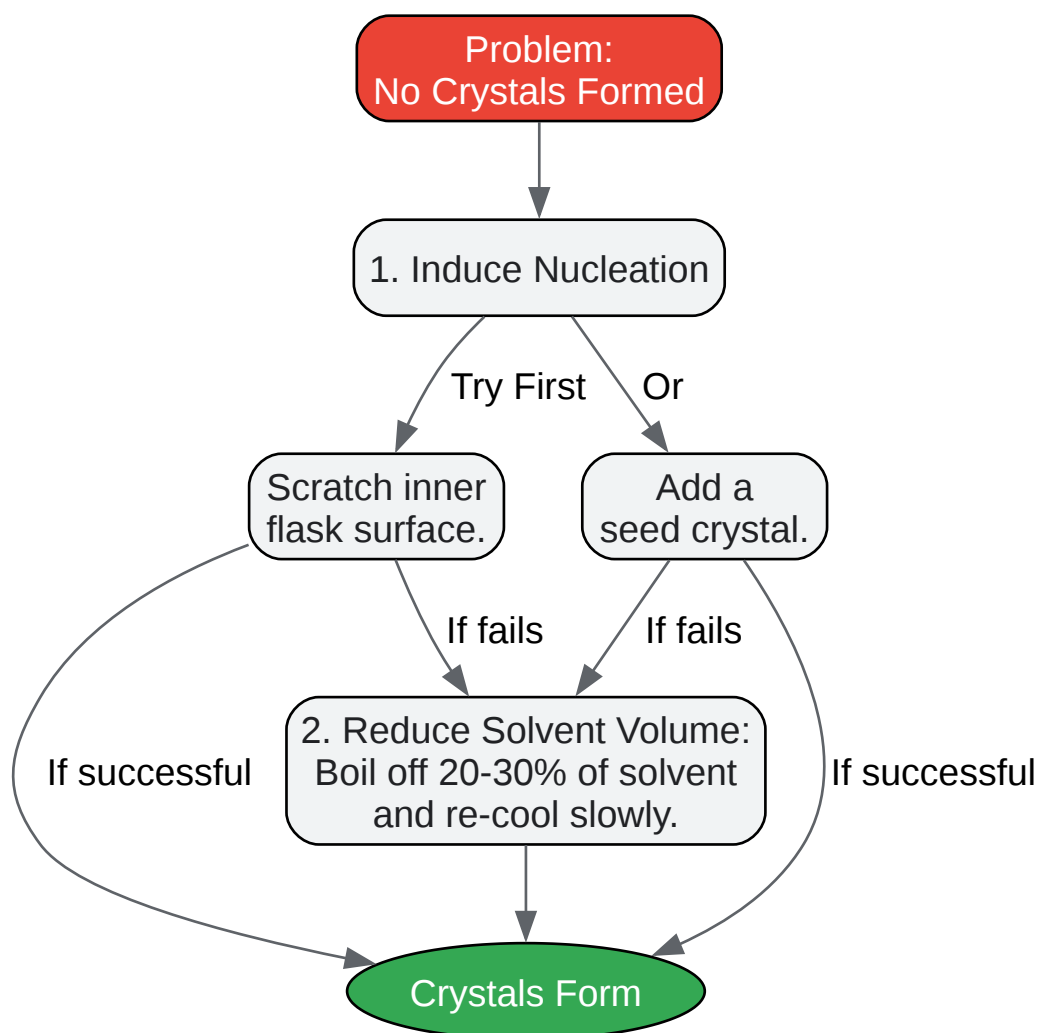 Problem:
No Crystals Formed
1. Induce Nucleation
Try First
Or
Scratch inner
flask surface.
Add a
seed crystal.
If fails
If fails
2. Reduce Solvent Volume:
Boil off 20-30% of solvent
and re-cool slowly.
If successful
If successful
Crystals Form